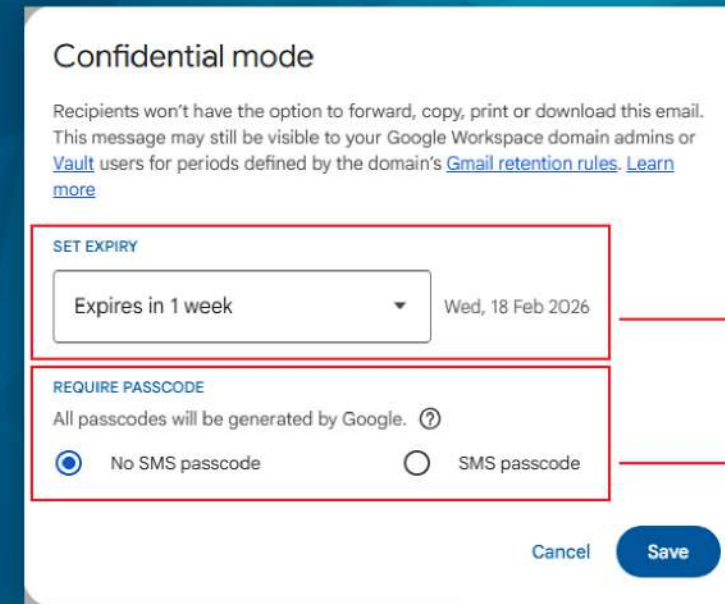 Confidential mode
Recipients won't have the option to forward, copy, print or download this email.
This message may still be visible to your Google Workspace domain admins or
Vault users for periods defined by the domain's Gmail retention rules. Learn
more
SET EXPIRY
Expires in 1 week
Wed, 18 Feb 2026
REQUIRE PASSCODE
All passcodes will be generated by Google.
No SMS passcode
SMS passcode
Cancel
Save